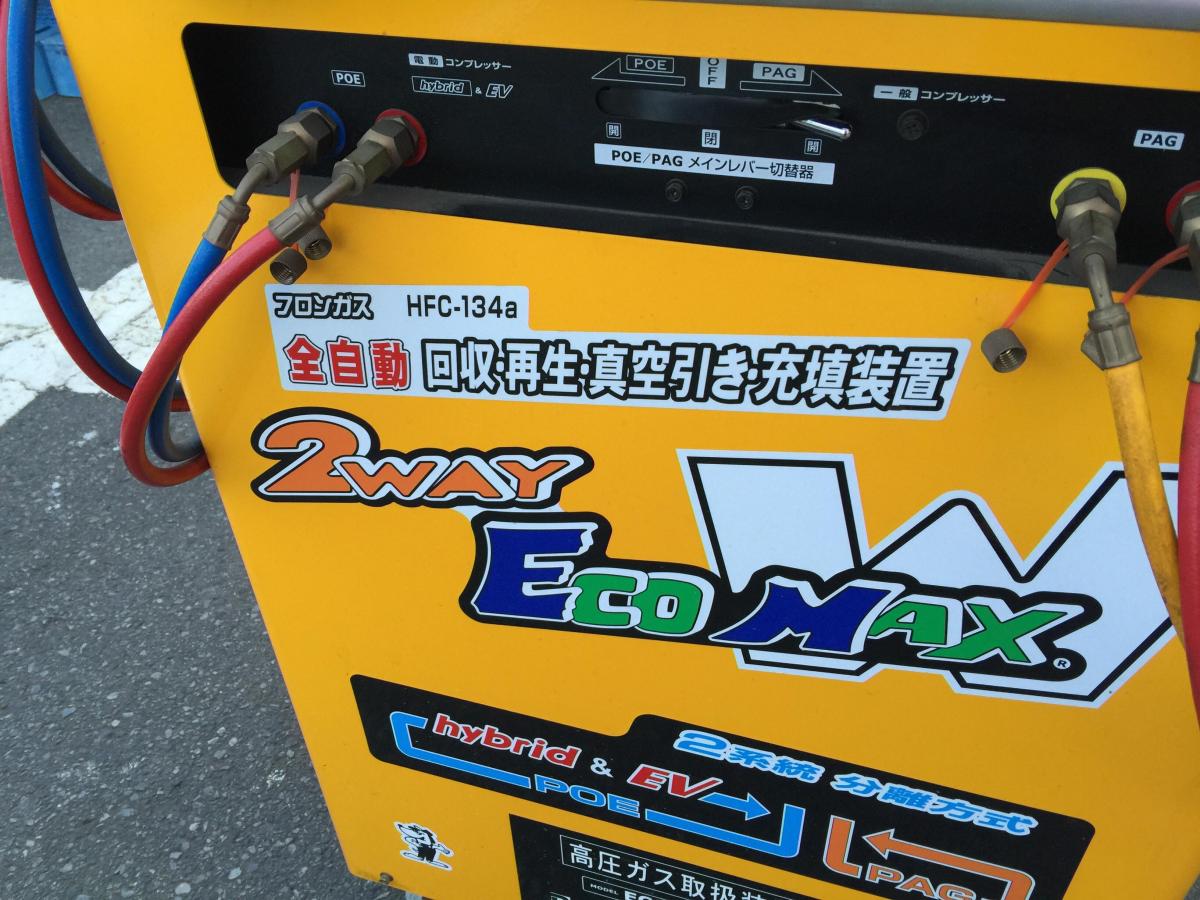 POE
電動 コンプレッサー
hybrid & EV
POE
OFF
PAG
開
閉
開
POE/PAG メインレバー切替器
一般 コンプレッサー
PAG
フロンガス HFC-134a
全自動 回収・再生・真空引き・充填装置
2WAY
W
ECO MAX®
hybrid & EV
POE
2系統 分離方式
PAG
高圧ガス取扱装
MODEL